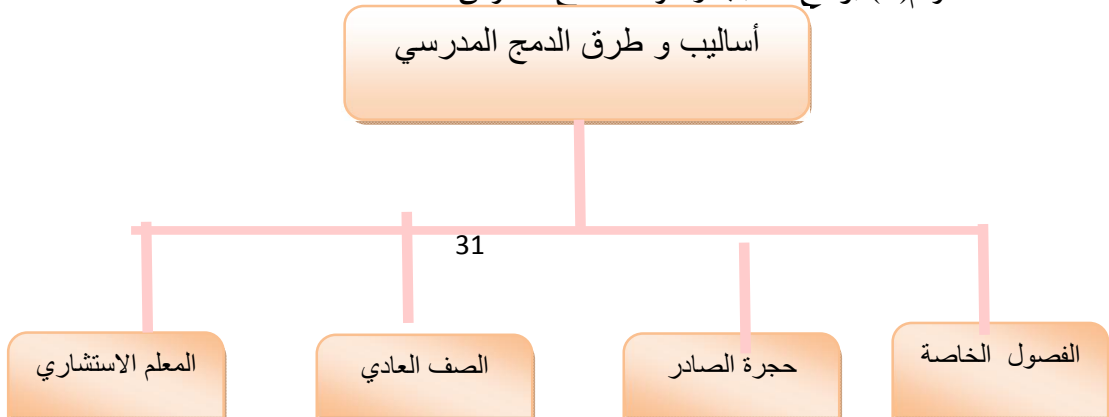 أساليب و طرق الدمج المدرسي
31
الفصول الخاصة
حجرة الصادر
الصف العادي
المعلم الاستشاري